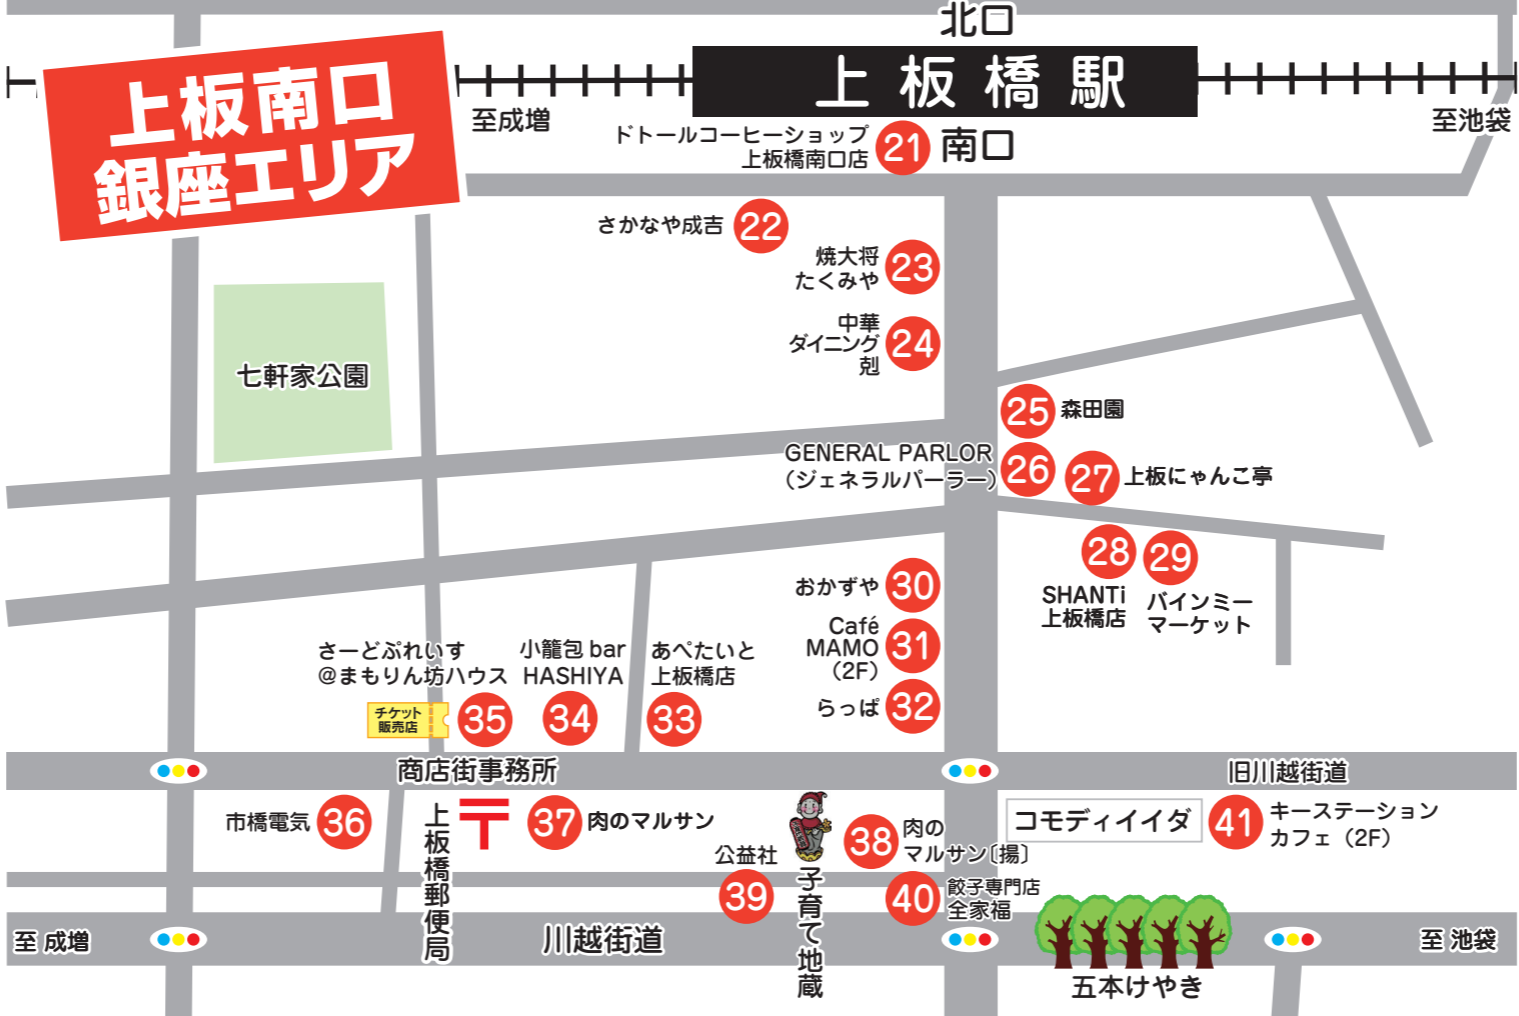 北口
上板橋駅
上板南口
銀座エリア
至成増
至池袋
ドトールコーヒーショップ
上板橋南口店
21
南口
さかなや成吉
22
焼大将
たくみや
23
中華
ダイニング
剋
24
七軒家公園
25
森田園
GENERAL PARLOR
（ジェネラルパーラー）
26
27
上板にゃんこ亭
28
29
SHANTi
上板橋店
バインミー
マーケット
おかずや
30
Café
MAMO
（2F）
31
らっぱ
32
さーどぷれいす
@まもりん坊ハウス
小籠包 bar
HASHIYA
あぺたいと
上板橋店
チケット
販売店
35
34
33
商店街事務所
旧川越街道
市橋電気
36
上板橋郵便局
〒
37
肉のマルサン
子育て地蔵
38
肉の
マルサン〔揚〕
コモディイイダ
41
キーステーション
カフェ（2F）
公益社
39
40
餃子専門店
全家福
至 成増
川越街道
至 池袋
五本けやき